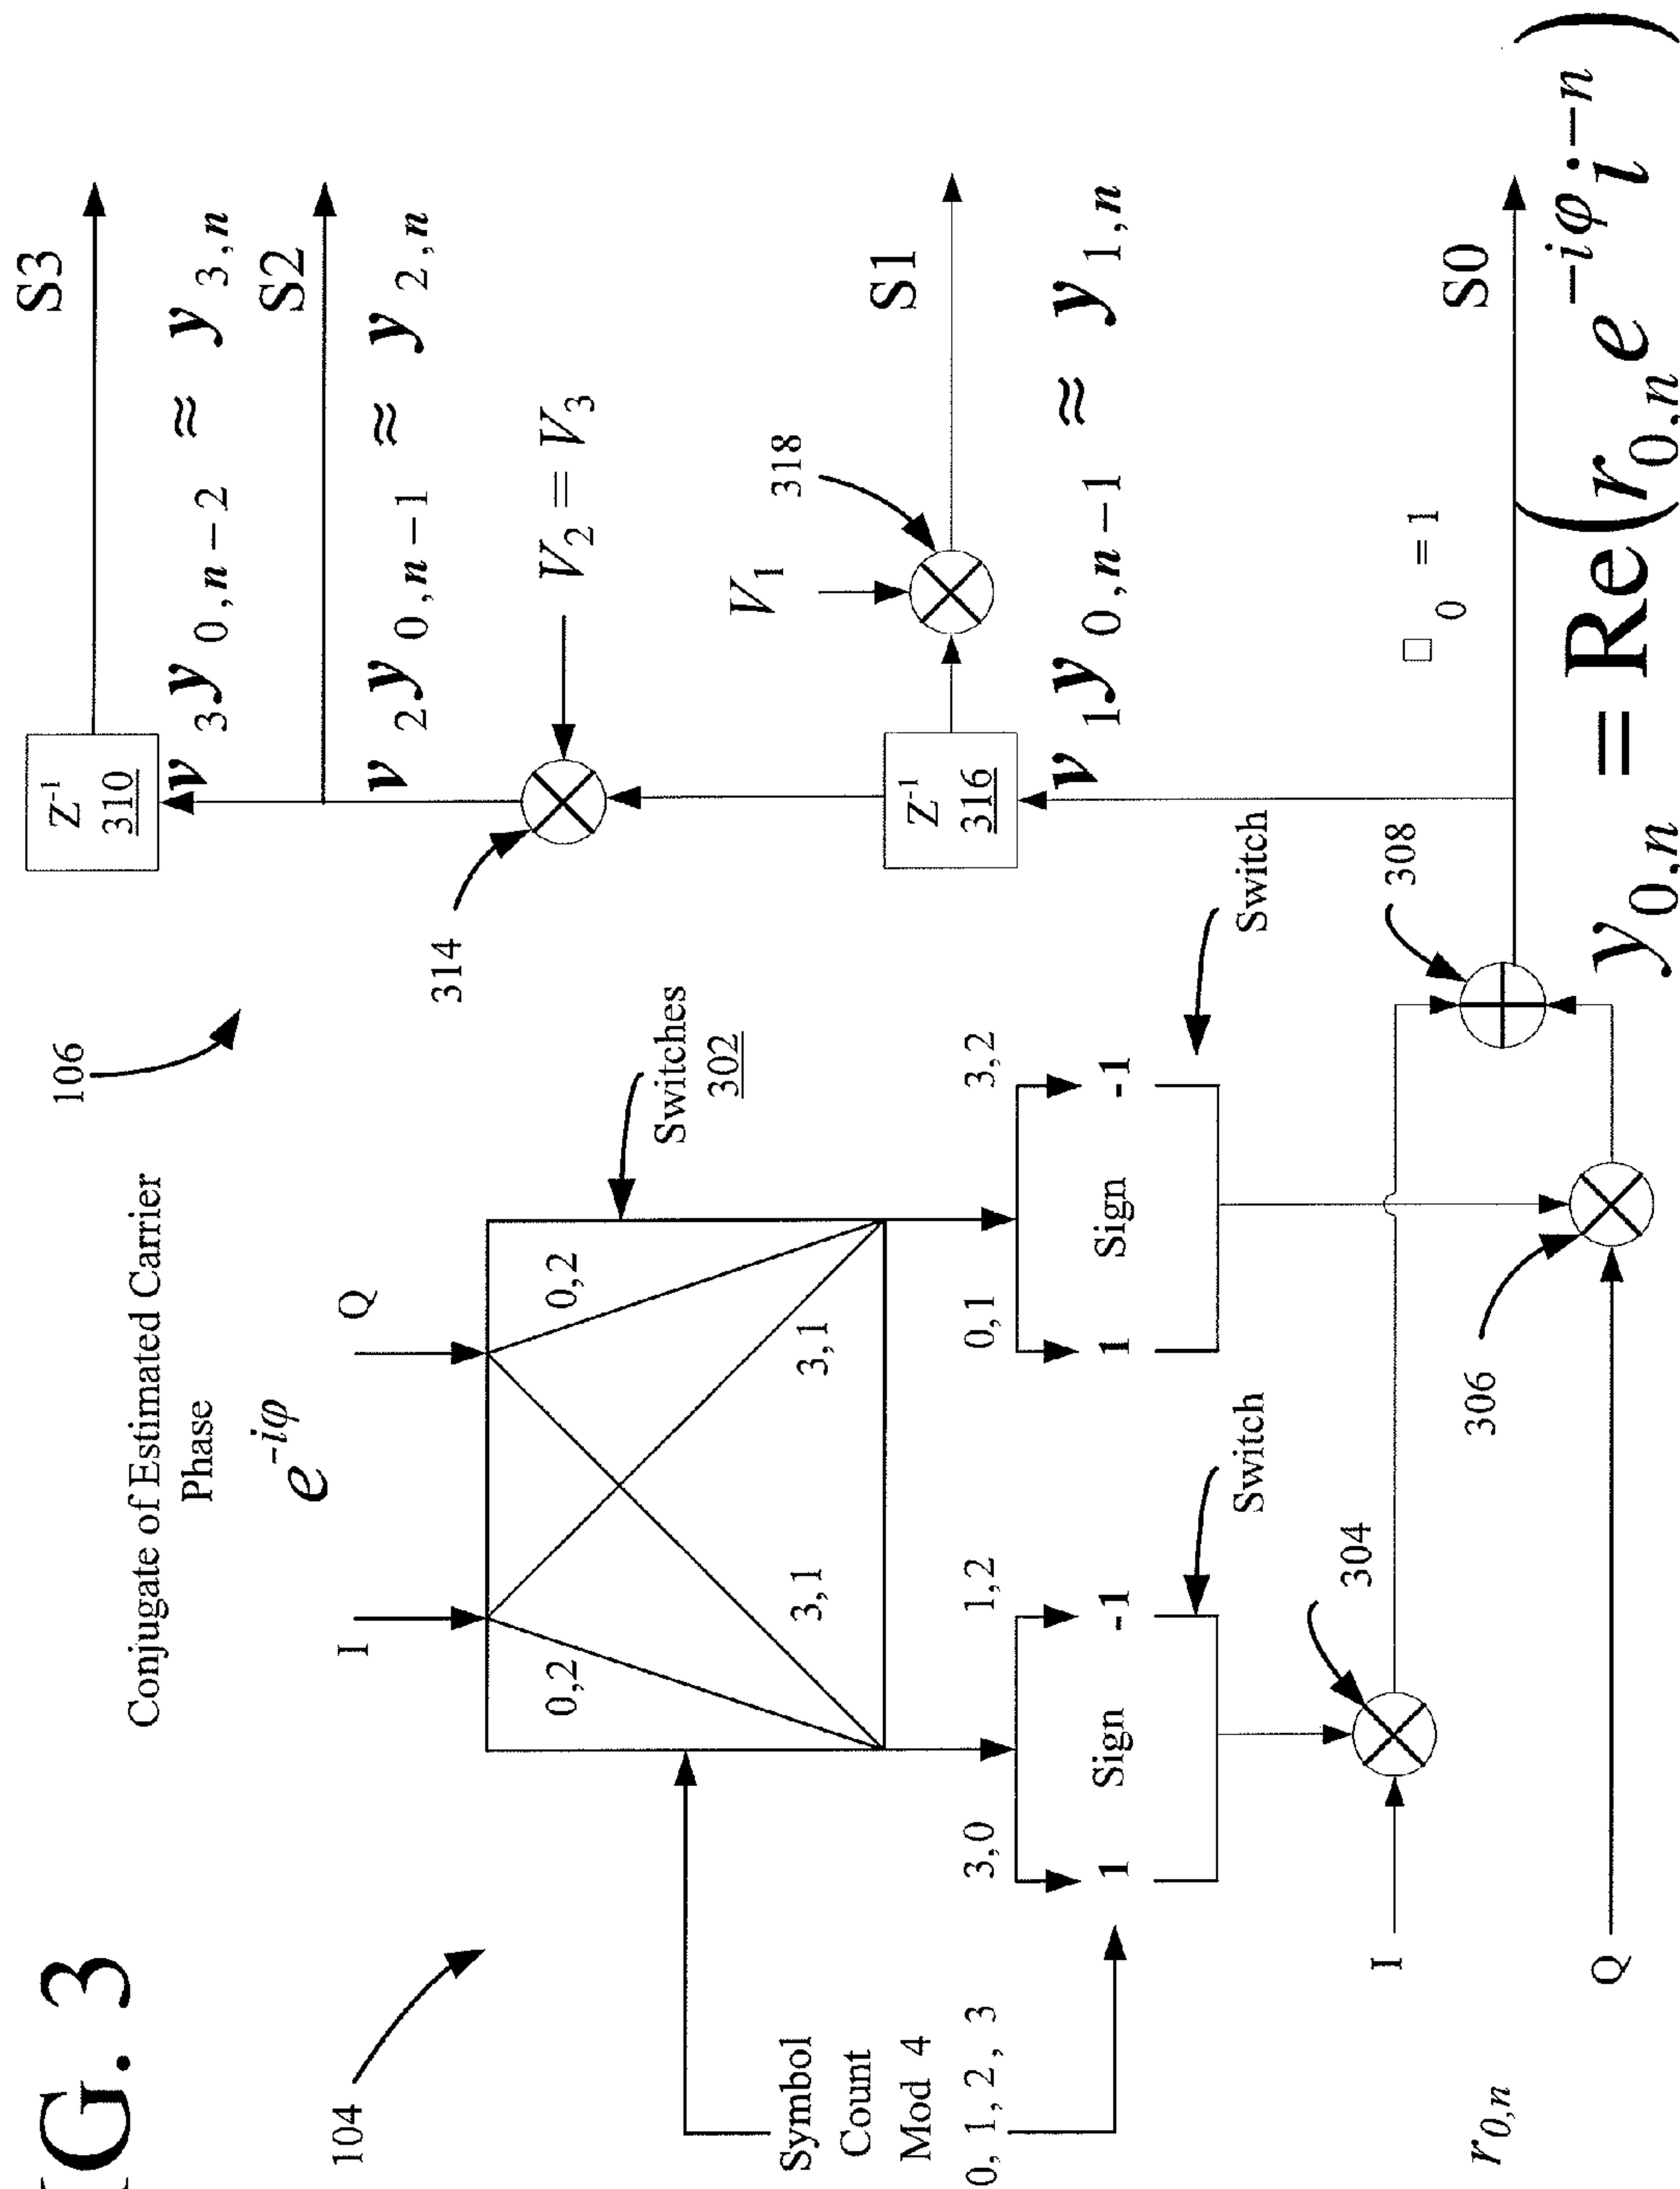 IG. 3
104
106
Conjugate of Estimated Carrier
Phase
e^{-iφ}
I
Q
0,2
0,2
3,1
3,1
Switches
302
Symbol
Count
Mod 4
0, 1, 2, 3
3,0
1,2
1
Sign
-1
Switch
0,1
3,2
1
Sign
-1
Switch
304
306
308
I
Q
r_{0,n}
Z^{-1}
310
S3
v_3 y_{0,n-2} ≈ y_{3,n}
S2
v_2 y_{0,n-1} ≈ y_{2,n}
314
V_2 = V_3
V_1
318
S1
Z^{-1}
316
v_1 y_{0,n-1} ≈ y_{1,n}
□_0 = 1
S0
y_{0,n} = Re(r_{0,n} e^{-iφ} i^{-n})